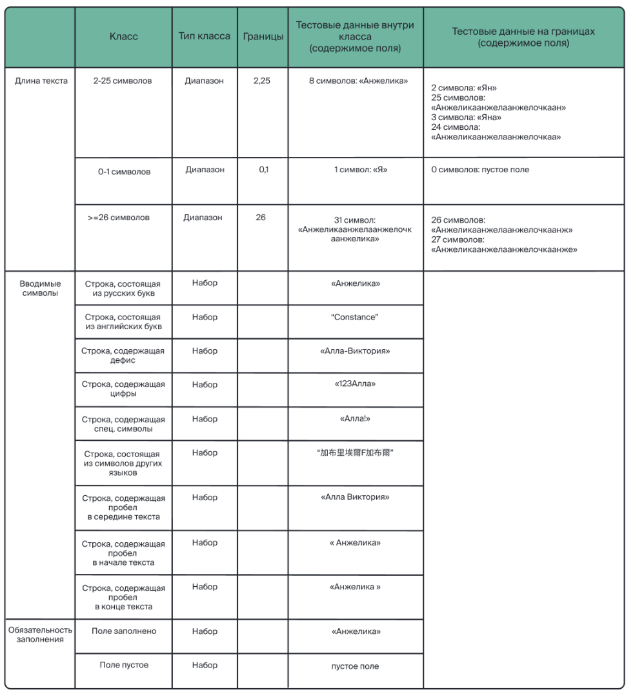 Класс
Тип класса
Границы
Тестовые данные внутри
класса
(содержимое поля)
Тестовые данные на границах
(содержимое поля)
Длина текста
2-25 символов
Диапазон
2,25
8 символов: «Анжелика»
2 символа: «Ян»
25 символов:
«Анжеликаанжелаанжелочкаан»
3 символа: «Яна»
24 символа:
«Анжеликаанжелаанжелочкаа»
0-1 символов
Диапазон
0,1
1 символ: «Я»
0 символов: пустое поле
>=26 символов
Диапазон
26
31 символ:
«Анжеликаанжелаанжелочк
аанжелика»
26 символов:
«Анжеликаанжелаанжелочкаанж»
27 символов:
«Анжеликаанжелаанжелочкаанже»
Вводимые
символы
Строка, состоящая
из русских букв
Набор
«Анжелика»
Строка, состоящая
из английских букв
Набор
“Constance”
Строка, содержащая
дефис
Набор
«Алла-Виктория»
Строка, содержащая
цифры
Набор
«123Алла»
Строка, содержащая
спец. символы
Набор
«Алла!»
Строка, состоящая
из символов других
языков
Набор
“加布里埃爾F加布爾”
Строка, содержащая
пробел
в середине текста
Набор
«Алла Виктория»
Строка, содержащая
пробел
в начале текста
Набор
« Анжелика»
Строка, содержащая
пробел
в конце текста
Набор
«Анжелика »
Обязательность
заполнения
Поле заполнено
Набор
«Анжелика»
Поле пустое
Набор
пустое поле